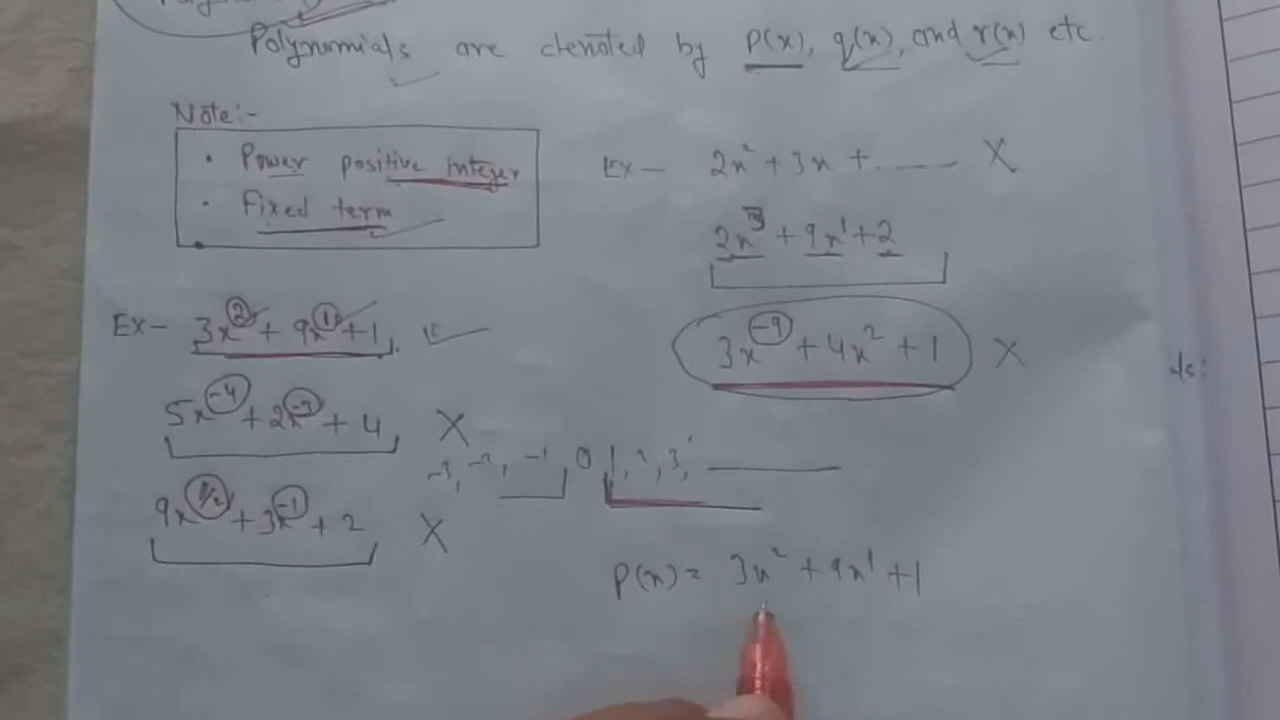 Polynomials are denoted by p(x), q(x), and r(x) etc
Note:-
• Power positive integer
• Fixed term
Ex- 2x² + 3x + ....... X
2x³ + 9x¹ + 2
Ex- 3x² + 9x¹ + 1
3x⁻⁹ + 4x² + 1 X
5x⁻⁴ + 2x⁻³ + 4 X
-3, -2, -1, 0 1, 2, 3,
9x^1/2 + 3x⁻¹ + 2 X
p(x) = 3x² + 9x¹ + 1